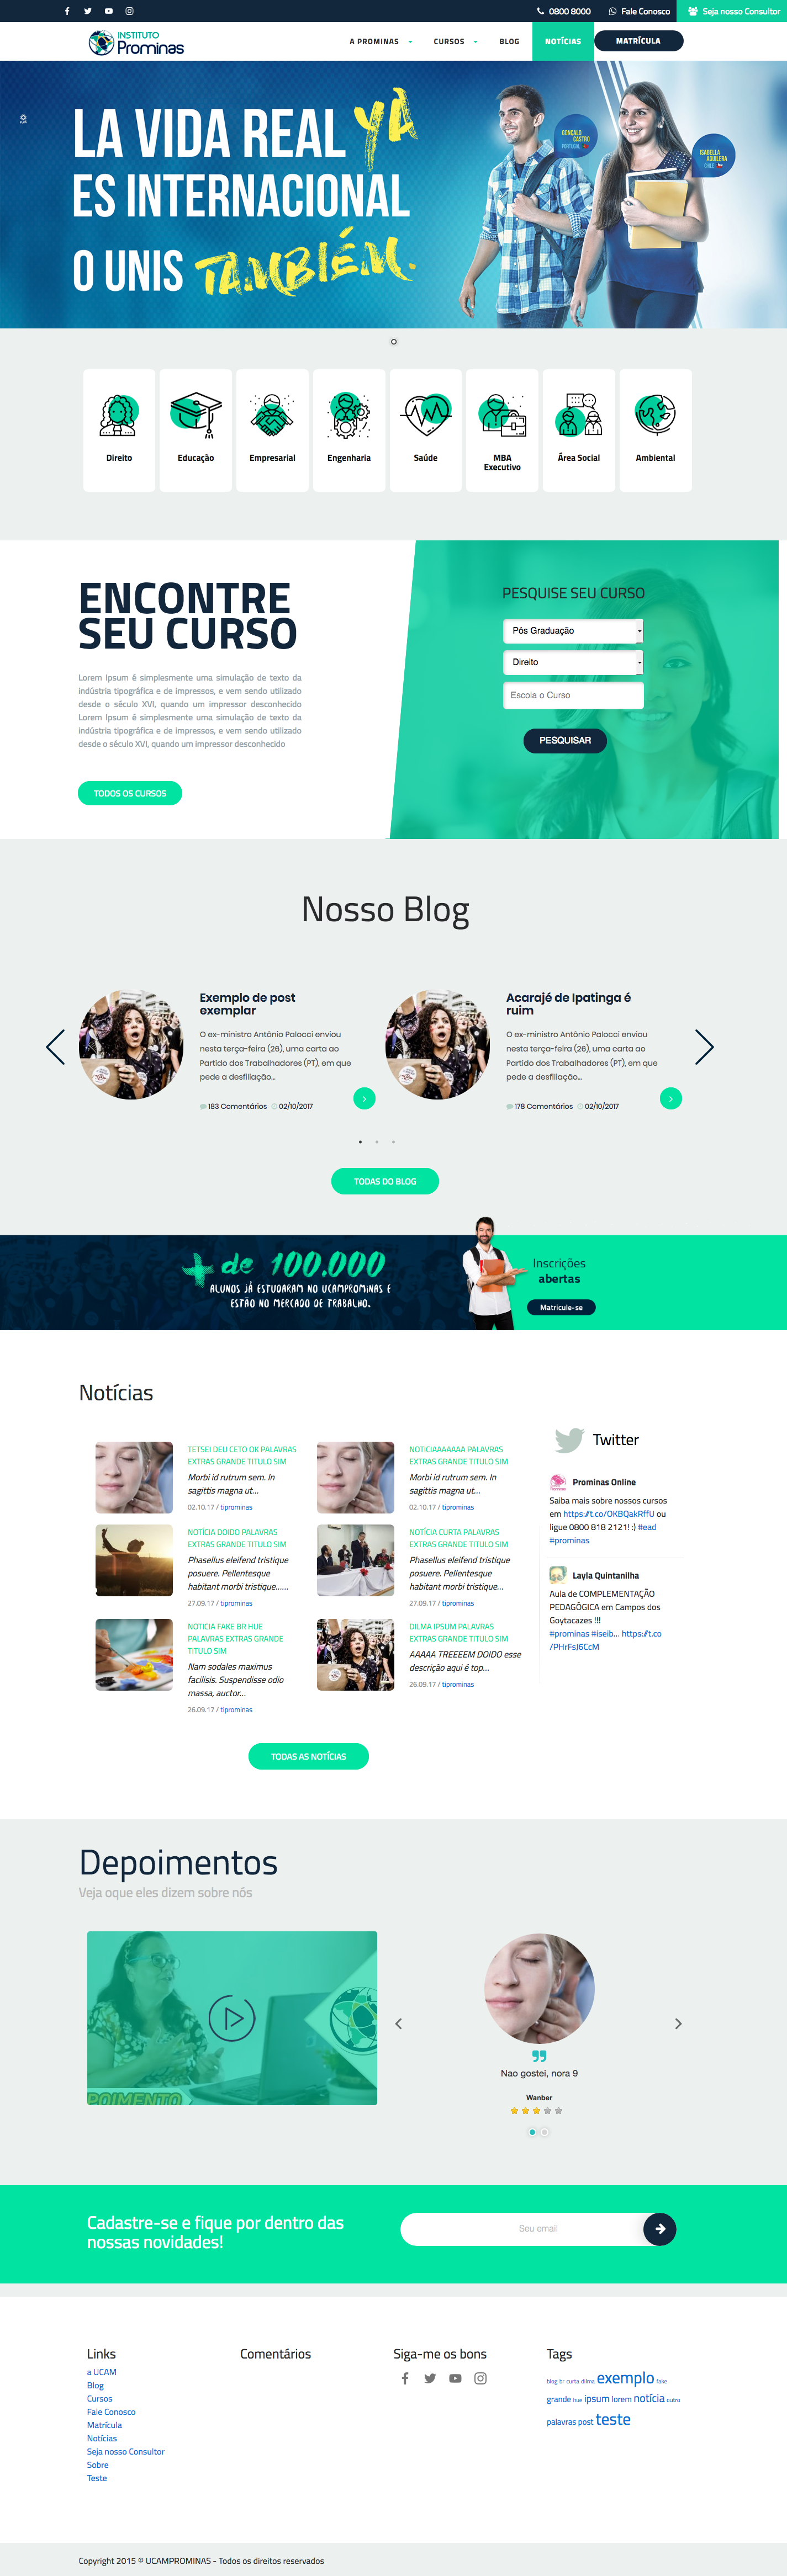 0800 8000
Fale Conosco
Seja nosso Consultor
INSTITUTO
Prominas
A PROMINAS
CURSOS
BLOG
NOTÍCIAS
MATRÍCULA
LA VIDA REAL YA
ES INTERNACIONAL
O UNIS TAMBIÉM.
GONÇALO
CASTRO
PORTUGAL
ISABELLA
AGUILERA
CHILE
Direito
Educação
Empresarial
Engenharia
Saúde
MBA
Executivo
Área Social
Ambiental
ENCONTRE
SEU CURSO
Lorem Ipsum é simplesmente uma simulação de texto da
indústria tipográfica e de impressos, e vem sendo utilizado
desde o século XVI, quando um impressor desconhecido
Lorem Ipsum é simplesmente uma simulação de texto da
indústria tipográfica e de impressos, e vem sendo utilizado
desde o século XVI, quando um impressor desconhecido
TODOS OS CURSOS
PESQUISE SEU CURSO
Pós Graduação
Direito
Escola o Curso
PESQUISAR
Nosso Blog
Exemplo de post
exemplar
O ex-ministro Antônio Palocci enviou
nesta terça-feira (26), uma carta ao
Partido dos Trabalhadores (PT), em que
pede a desfiliação...
183 Comentários 02/10/2017
Acarajé de Ipatinga é
ruim
O ex-ministro Antônio Palocci enviou
nesta terça-feira (26), uma carta ao
Partido dos Trabalhadores (PT), em que
pede a desfiliação...
178 Comentários 02/10/2017
TODAS DO BLOG
+ de 100.000
ALUNOS JÁ ESTUDARAM NO UCAMPROMINAS E
ESTÃO NO MERCADO DE TRABALHO.
Inscrições
abertas
Matricule-se
Notícias
TETSEI DEU CETO OK PALAVRAS
EXTRAS GRANDE TITULO SIM
Morbi id rutrum sem. In
sagittis magna ut...
02.10.17 / tiprominas
NOTICIAAAAAAA PALAVRAS
EXTRAS GRANDE TITULO SIM
Morbi id rutrum sem. In
sagittis magna ut...
02.10.17 / tiprominas
NOTÍCIA DOIDO PALAVRAS
EXTRAS GRANDE TITULO SIM
Phasellus eleifend tristique
posuere. Pellentesque
habitant morbi tristique......
27.09.17 / tiprominas
NOTÍCIA CURTA PALAVRAS
EXTRAS GRANDE TITULO SIM
Phasellus eleifend tristique
posuere. Pellentesque
habitant morbi tristique...
27.09.17 / tiprominas
NOTICIA FAKE BR HUE
PALAVRAS EXTRAS GRANDE
TITULO SIM
Nam sodales maximus
facilisis. Suspendisse odio
massa, auctor...
26.09.17 / tiprominas
DILMA IPSUM PALAVRAS
EXTRAS GRANDE TITULO SIM
AAAAA TREEEEM DOIDO esse
descrição aqui é top...
26.09.17 / tiprominas
TODAS AS NOTÍCIAS
Twitter
Prominas Online
Saiba mais sobre nossos cursos
em https://t.co/OKBQakRffU ou
ligue 0800 818 2121! :) #ead
#prominas
Layla Quintanilha
Aula de COMPLEMENTAÇÃO
PEDAGÓGICA em Campos dos
Goytacazes !!!
#prominas #iseib... https://t.co
/PHrFsJ6CcM
Depoimentos
Veja oque eles dizem sobre nós
POIMENTO
Nao gostei, nora 9
Wanber
Cadastre-se e fique por dentro das
nossas novidades!
Seu email
Links
a UCAM
Blog
Cursos
Fale Conosco
Matrícula
Notícias
Seja nosso Consultor
Sobre
Teste
Comentários
Siga-me os bons
Tags
blog br curta dilma exemplo fake
grande hue ipsum lorem notícia outro
palavras post teste
Copyright 2015 © UCAMPROMINAS - Todos os direitos reservados